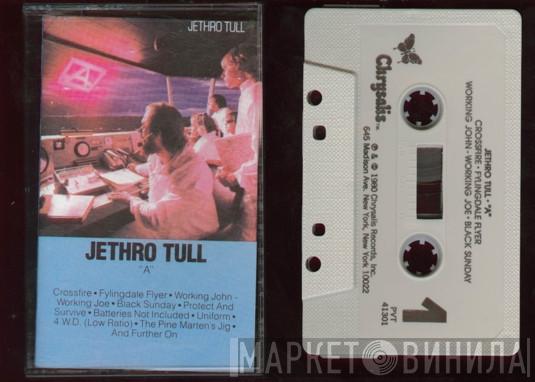 JETHRO TULL
A
JETHRO TULL
"A"
Crossfire • Fylingdale Flyer • Working John -
Working Joe • Black Sunday • Protect And
Survive • Batteries Not Included • Uniform •
4 W.D. (Low Ratio) • The Pine Marten's Jig •
And Further On
Chrysalis™
℗ & © 1980 Chrysalis Records, Inc.
645 Madison Ave. New York, New York 10022
JETHRO TULL • "A"
CROSSFIRE • FYLINGDALE FLYER
WORKING JOHN - WORKING JOE • BLACK SUNDAY
1
PVT
41301
МАРКЕТ ВИНИЛА